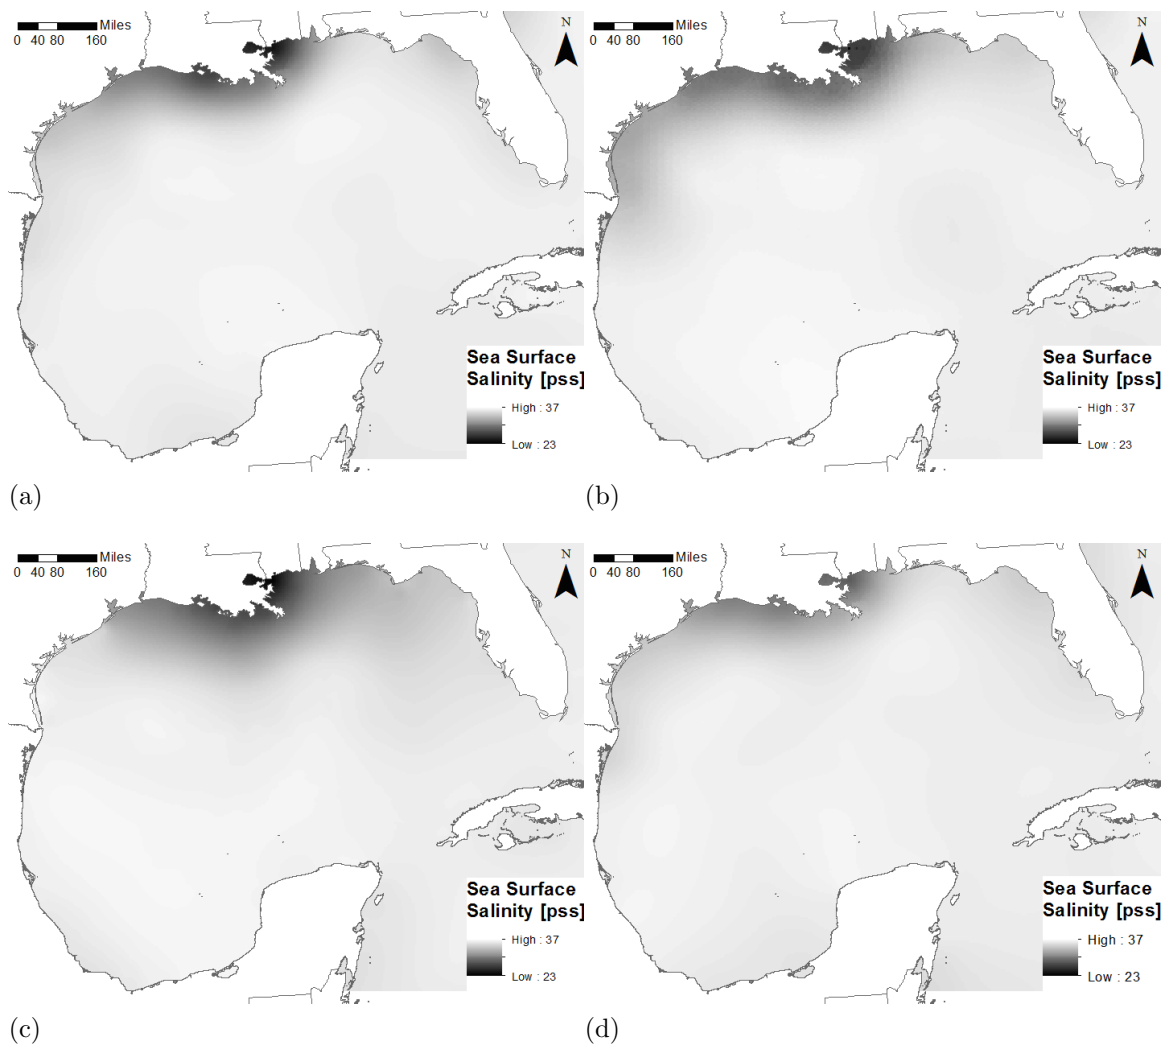 Miles
0 40 80 160
N
Sea Surface
Salinity [pss]
High : 37
Low : 23
(a)
Miles
0 40 80 160
N
Sea Surface
Salinity [pss]
High : 37
Low : 23
(b)
Miles
0 40 80 160
N
Sea Surface
Salinity [pss]
High : 37
Low : 23
(c)
Miles
0 40 80 160
N
Sea Surface
Salinity [pss]
High : 37
Low : 23
(d)